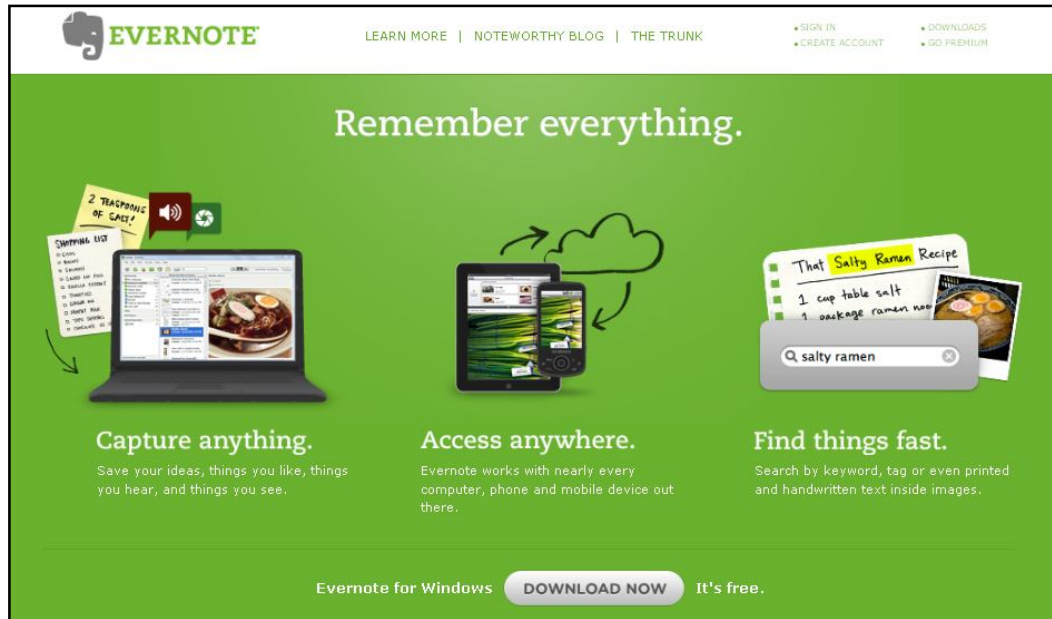 EVERNOTE
LEARN MORE | NOTEWORTHY BLOG | THE TRUNK
SIGN IN
CREATE ACCOUNT
DOWNLOADS
GO PREMIUM
Remember everything.
2 TEASPOONS
OF SALT!
SHOPPING LIST
That Salty Ramen Recipe
1 cup table salt
1 package ramen noo
salty ramen
Capture anything.
Save your ideas, things you like, things
you hear, and things you see.
Access anywhere.
Evernote works with nearly every
computer, phone and mobile device out
there.
Find things fast.
Search by keyword, tag or even printed
and handwritten text inside images.
Evernote for Windows DOWNLOAD NOW It's free.